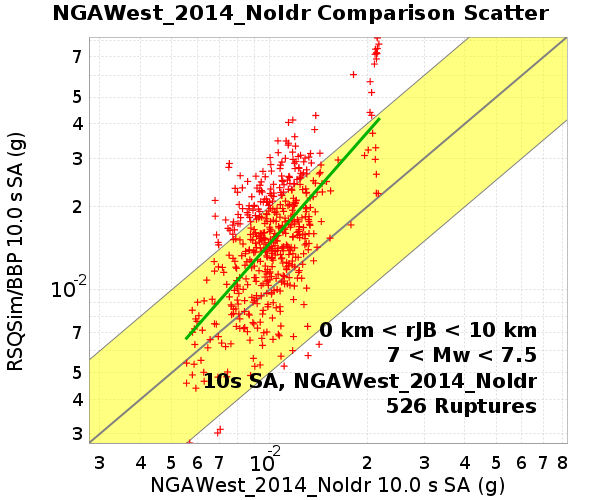 NGAWest_2014_NoIdr Comparison Scatter
RSQSim/BBP 10.0 s SA (g)
7
5
4
3
2
10-2
7
5
4
3
0 km < rJB < 10 km
7 < Mw < 7.5
10s SA, NGAWest_2014_NoIdr
526 Ruptures
3 4 5 6 7 10-2 2 3 4 5 6 7 8
NGAWest_2014_NoIdr 10.0 s SA (g)